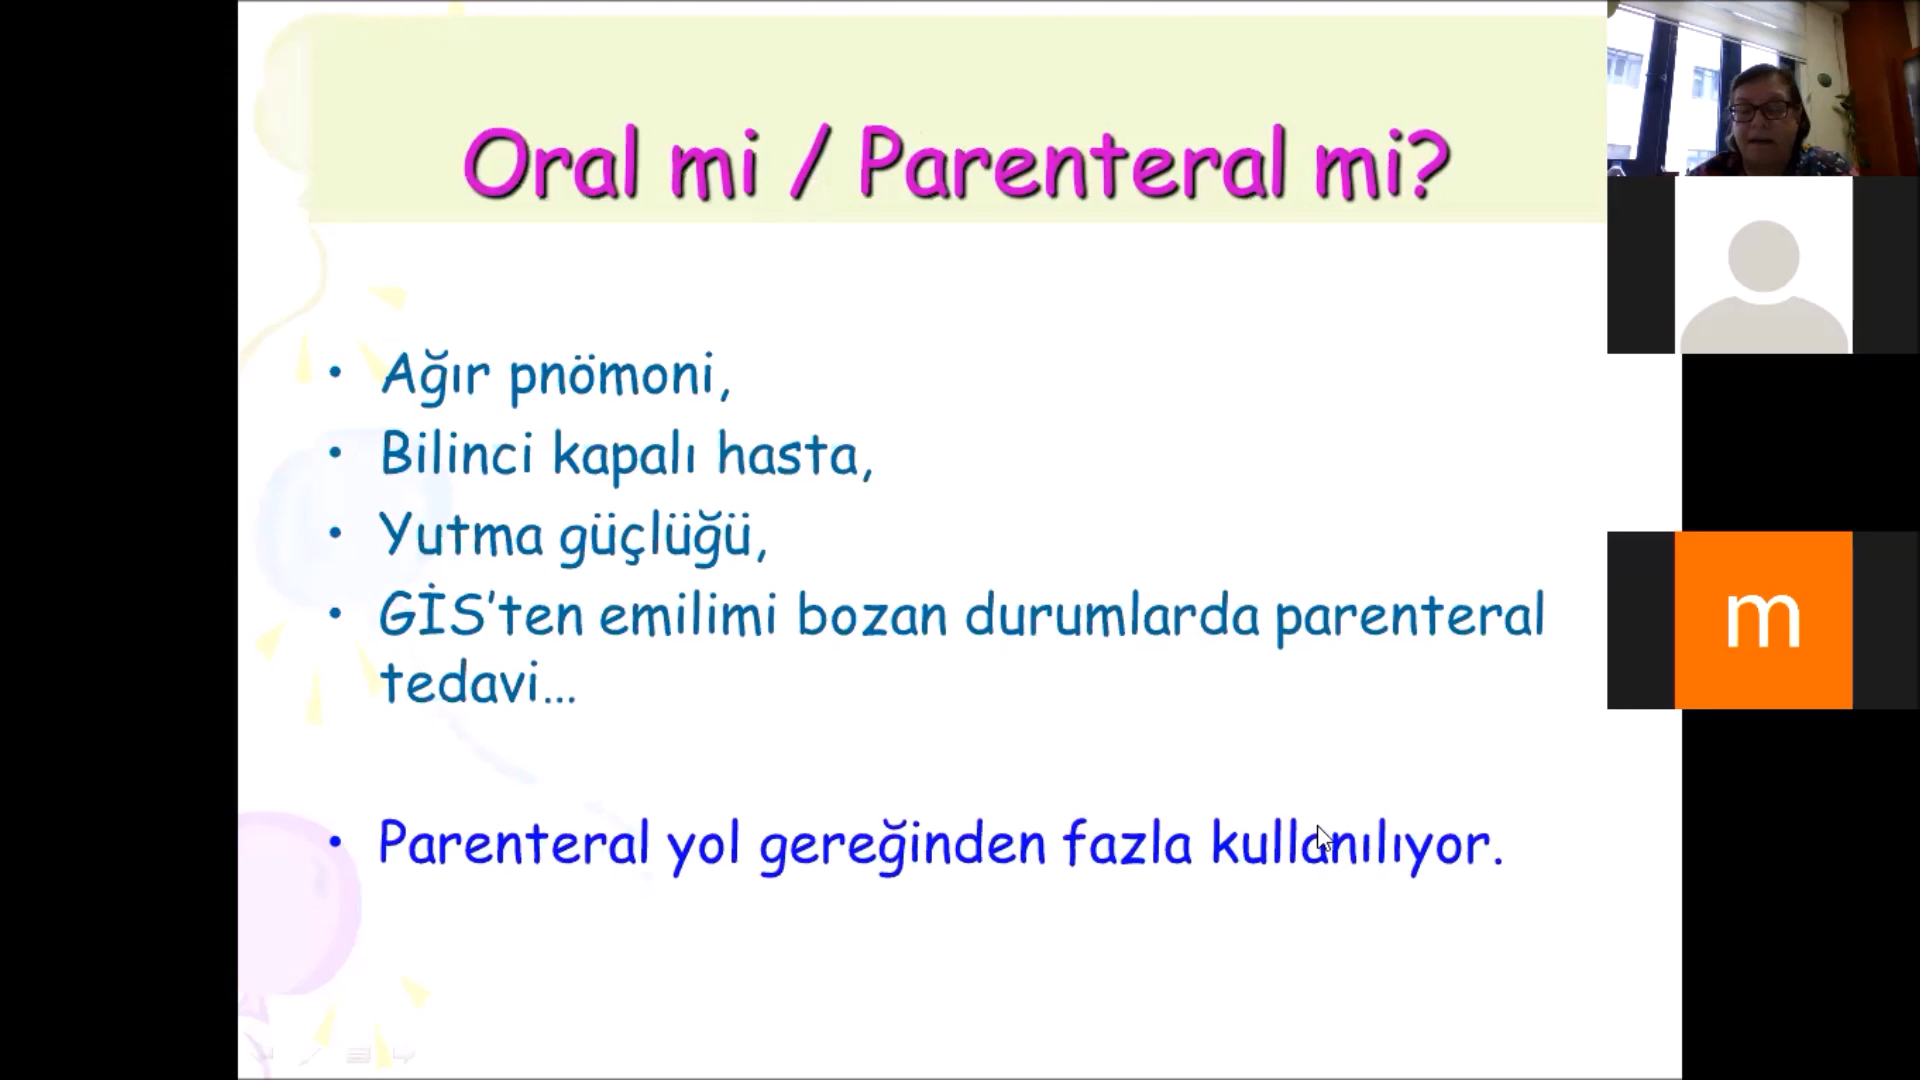 Oral mi / Parenteral mi?
• Ağır pnömoni,
• Bilinci kapalı hasta,
• Yutma güçlüğü,
• GİS'ten emilimi bozan durumlarda parenteral
tedavi...
• Parenteral yol gereğinden fazla kullanılıyor.
m